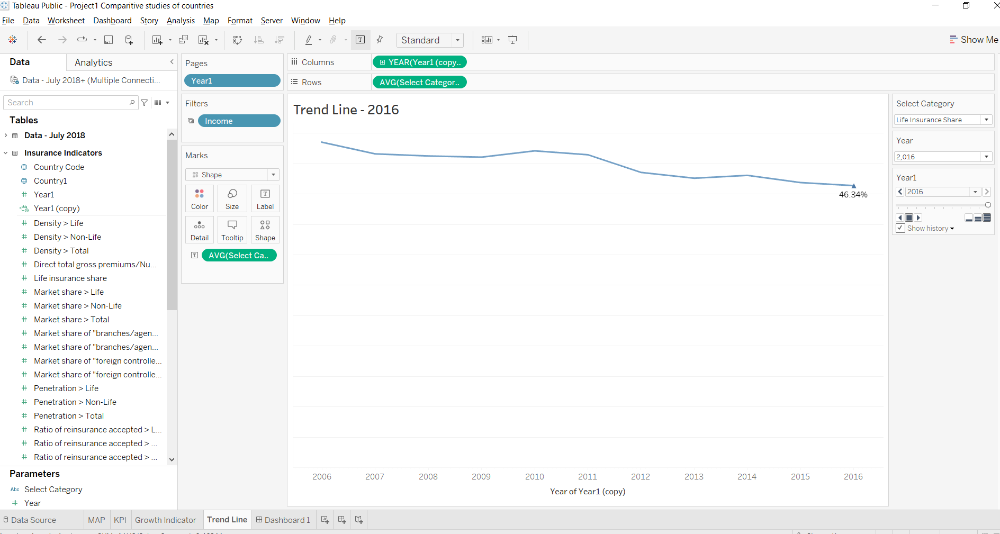 Tableau Public - Project1 Comparitive studies of countries
File Data Worksheet Dashboard Story Analysis Map Format Server Window Help
Standard
Show Me
Data Analytics
Data - July 2018+ (Multiple Connecti...
Search
Tables
Data - July 2018
Insurance Indicators
Country Code
Country1
Year1
Year1 (copy)
Density > Life
Density > Non-Life
Density > Total
Direct total gross premiums/Nu...
Life insurance share
Market share > Life
Market share > Non-Life
Market share > Total
Market share of "branches/agen...
Market share of "branches/agen...
Market share of "foreign controlle...
Market share of "foreign controlle...
Penetration > Life
Penetration > Non-Life
Penetration > Total
Ratio of reinsurance accepted > L...
Ratio of reinsurance accepted > ...
Ratio of reinsurance accepted > ...
Parameters
Abc Select Category
Year
Pages
Year1
Filters
Income
Marks
Shape
Color Size Label
Detail Tooltip Shape
AVG(Select Ca..
Columns YEAR(Year1 (copy..
Rows AVG(Select Categor..
Trend Line - 2016
46.34%
2006 2007 2008 2009 2010 2011 2012 2013 2014 2015 2016
Year of Year1 (copy)
Select Category
Life Insurance Share
Year
2,016
Year1
2016
Show history
Data Source MAP KPI Growth Indicator Trend Line Dashboard 1